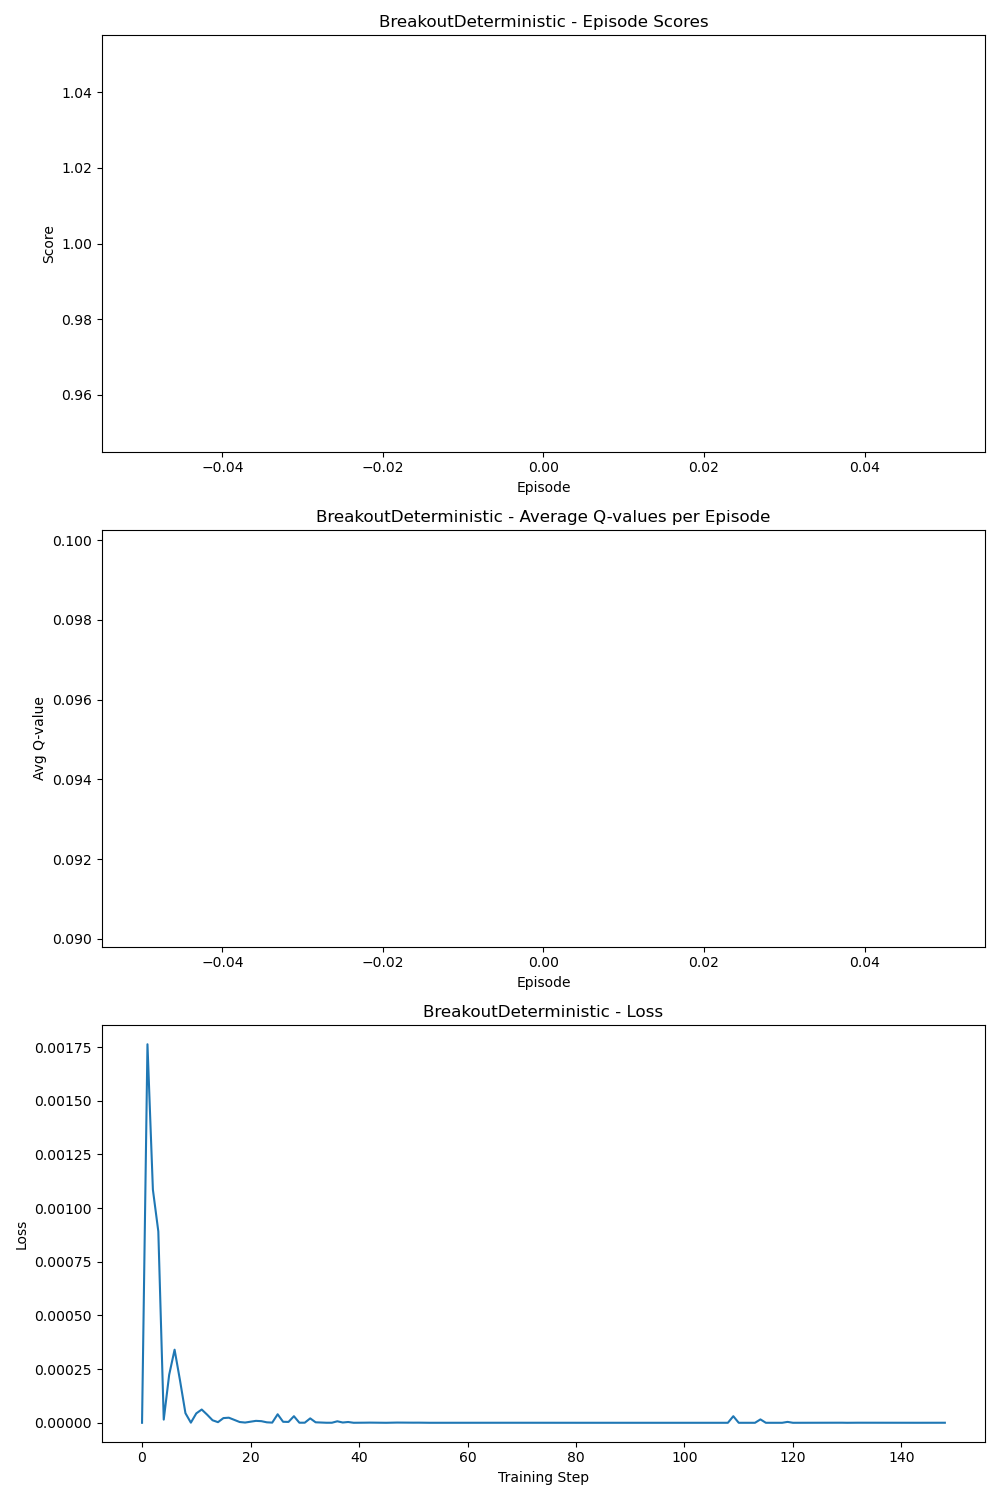 BreakoutDeterministic - Episode Scores
1.04
1.02
1.00
0.98
0.96
Score
−0.04 −0.02 0.00 0.02 0.04
Episode
BreakoutDeterministic - Average Q-values per Episode
0.100
0.098
0.096
0.094
0.092
0.090
Avg Q-value
−0.04 −0.02 0.00 0.02 0.04
Episode
BreakoutDeterministic - Loss
0.00175
0.00150
0.00125
0.00100
0.00075
0.00050
0.00025
0.00000
Loss
0 20 40 60 80 100 120 140
Training Step